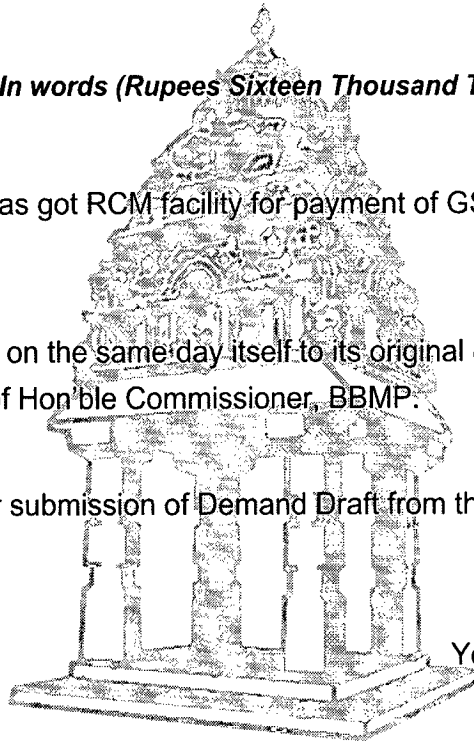 In words (Rupees Sixteen Thousand T
as got RCM facility for payment of GS
on the same day itself to its original
of Hon'ble Commissioner, BBMP.
r submission of Demand Draft from th
Yo